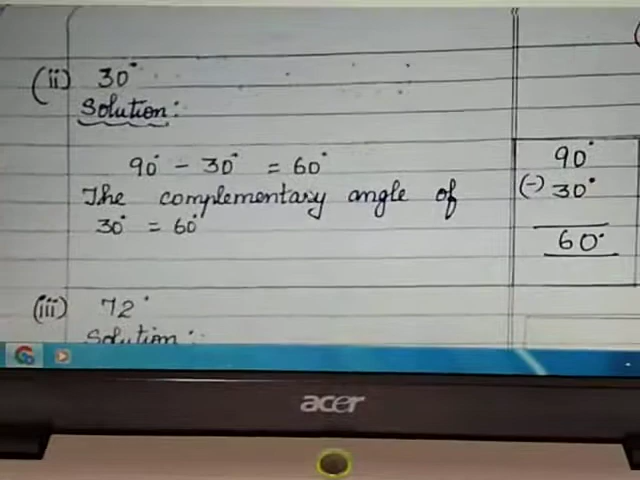 (ii) 30°
Solution:
90° - 30° = 60°
The complementary angle of
30° = 60°
90°
(-) 30°
60°
(iii) 72°
Solution:
acer